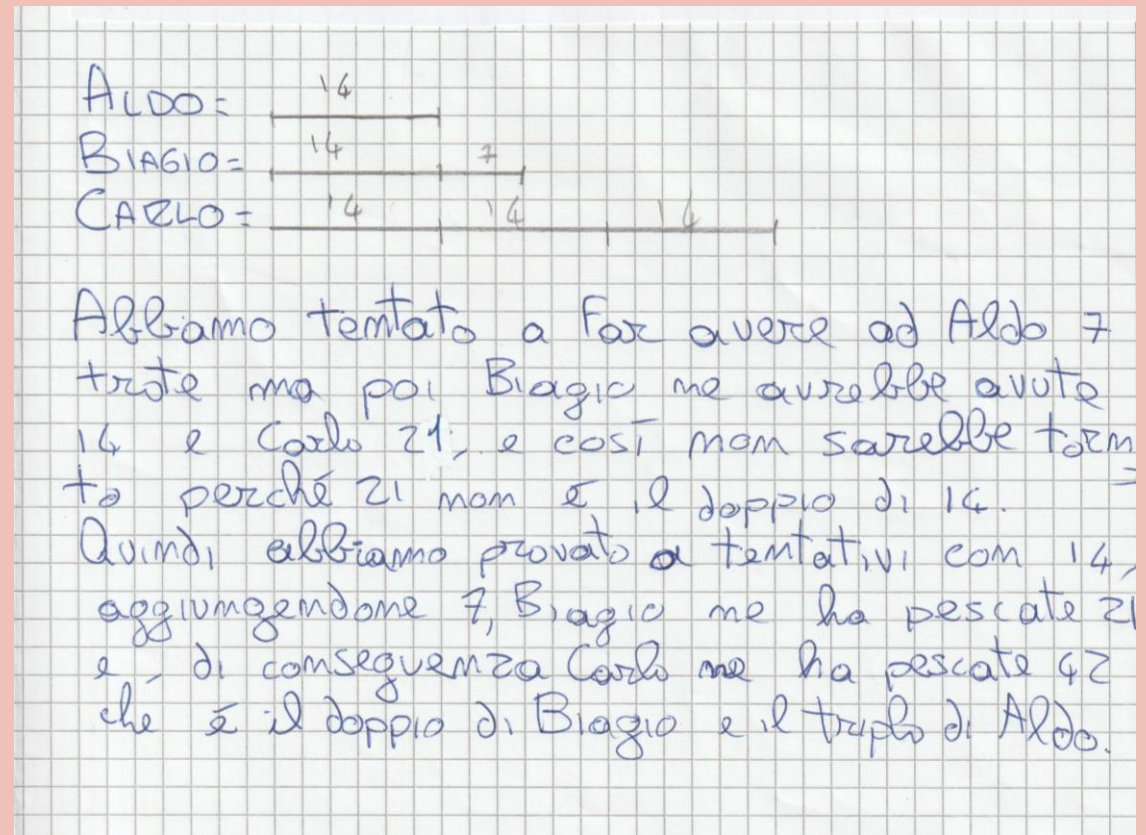 ALDO= 14
BIAGIO= 14 7
CARLO= 14 14 14
Abbiamo tentato a far avere ad Aldo 7
trote ma poi Biagio ne avrebbe avute
14 e Carlo 21, e così non sarebbe torna=
to perché 21 non è il doppio di 14.
Quindi abbiamo provato a tentativi con 14,
aggiungendone 7, Biagio ne ha pescate 21
e, di conseguenza Carlo ne ha pescate 42
che è il doppio di Biagio e il triplo di Aldo.